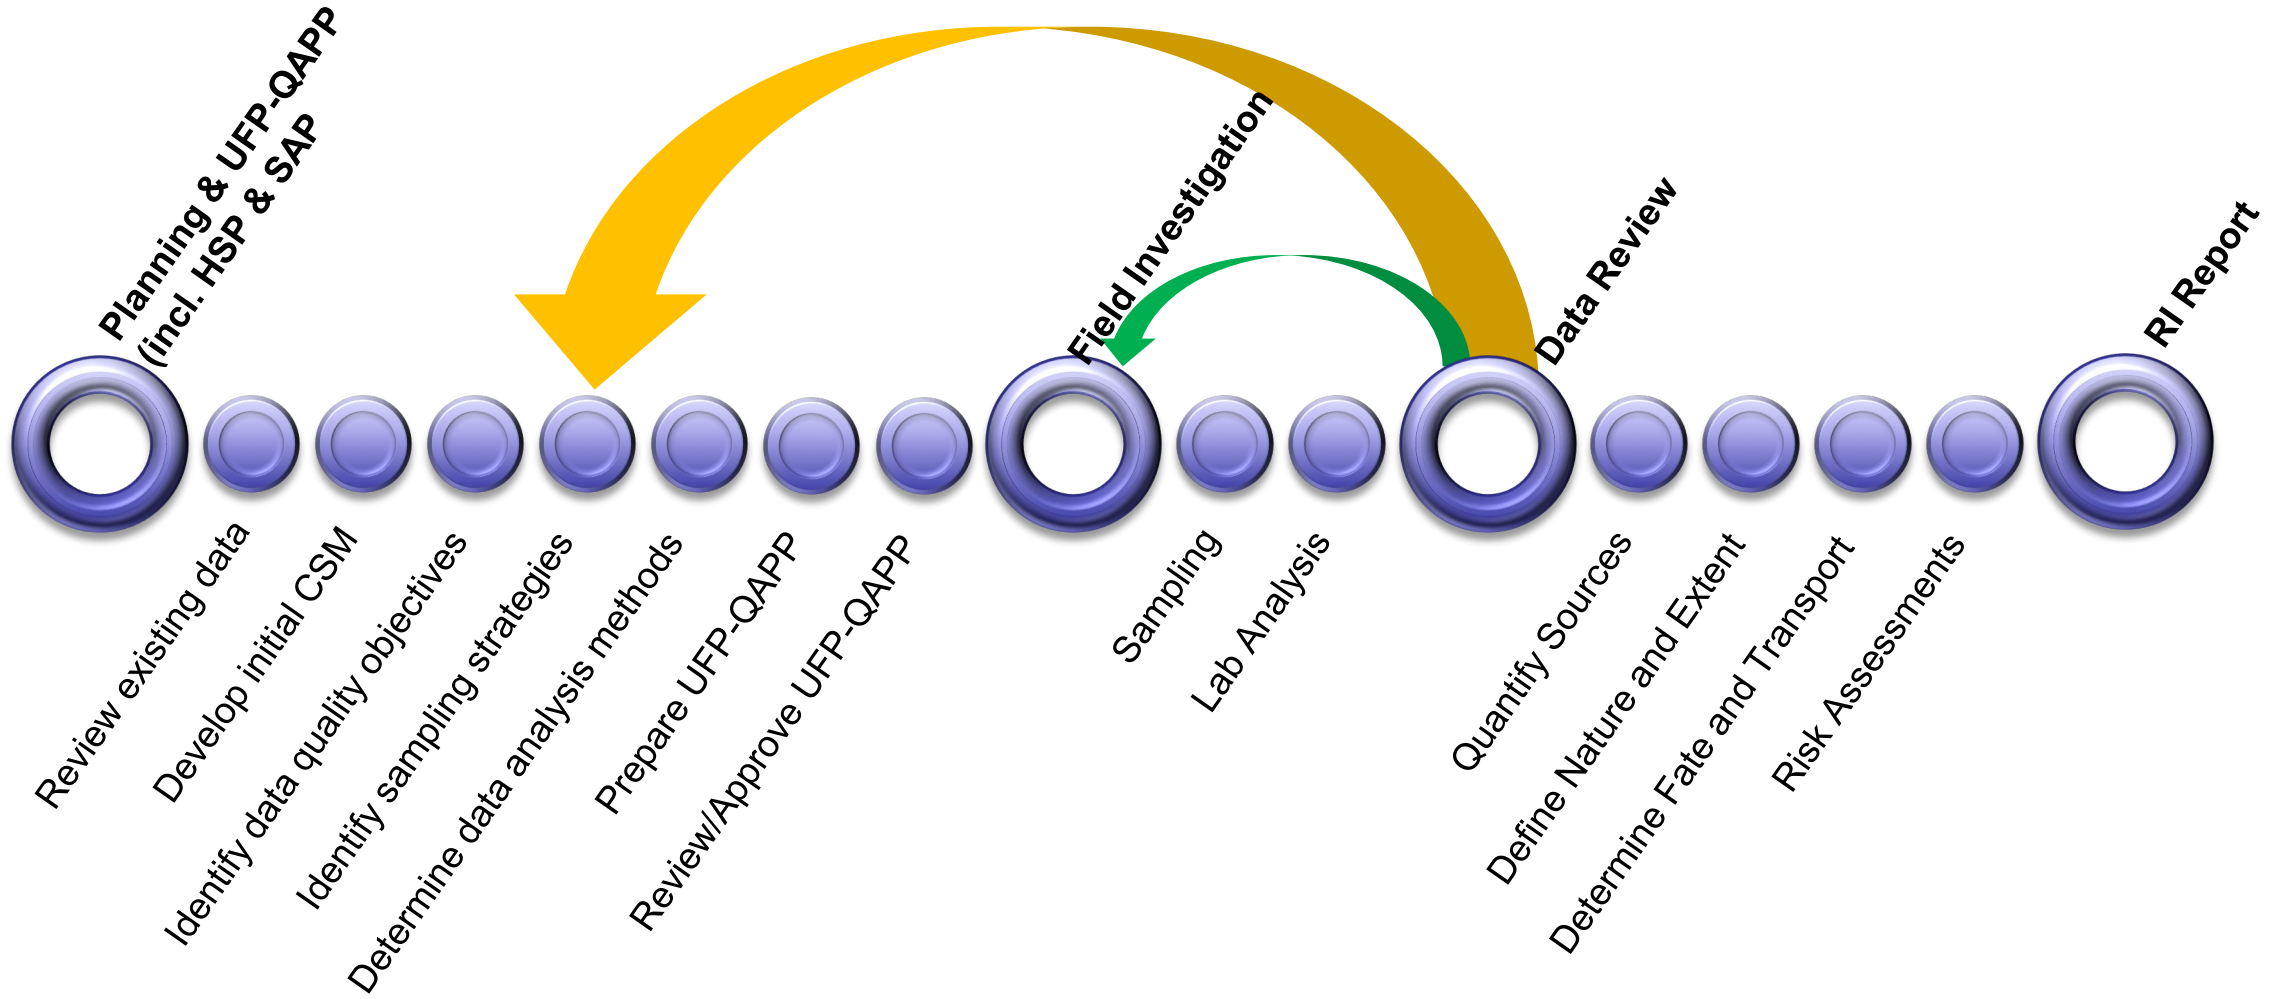 Planning & UFP-QAPP
(incl. HSP & SAP
Field Investigation
Data Review
RI Report
Review existing data
Develop initial CSM
Identify data quality objectives
Identify sampling strategies
Determine data analysis methods
Prepare UFP-QAPP
Review/Approve UFP-QAPP
Sampling
Lab Analysis
Quantify Sources
Define Nature and Extent
Determine Fate and Transport
Risk Assessments